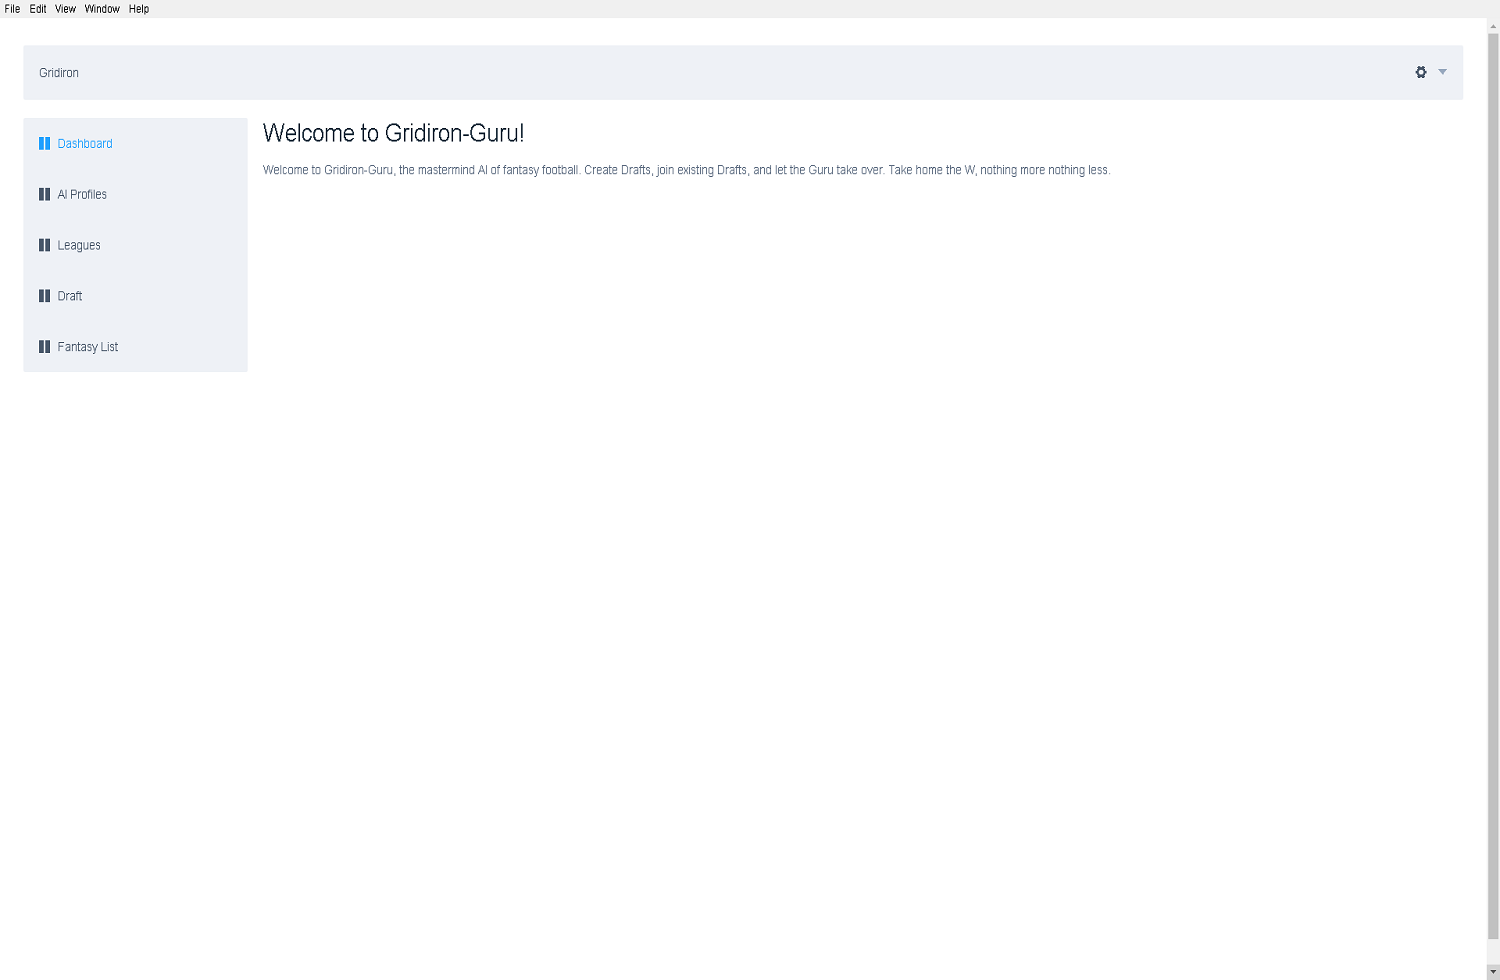 File Edit View Window Help
Gridiron
Dashboard
AI Profiles
Leagues
Draft
Fantasy List
Welcome to Gridiron-Guru!
Welcome to Gridiron-Guru, the mastermind AI of fantasy football. Create Drafts, join existing Drafts, and let the Guru take over. Take home the W, nothing more nothing less.